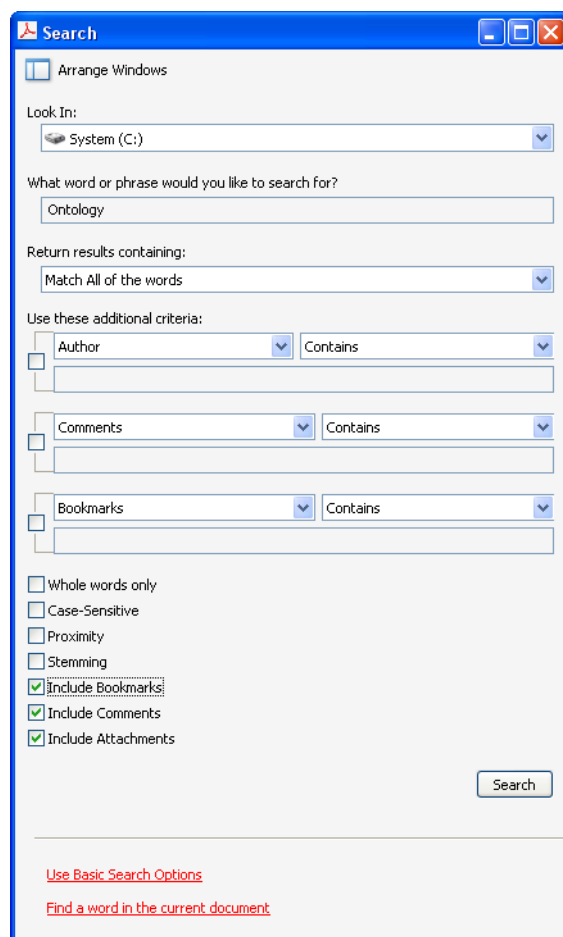 Search
Arrange Windows
Look In:
System (C:)
What word or phrase would you like to search for?
Ontology
Return results containing:
Match All of the words
Use these additional criteria:
Author Contains
Comments Contains
Bookmarks Contains
Whole words only
Case-Sensitive
Proximity
Stemming
Include Bookmarks
Include Comments
Include Attachments
Search
Use Basic Search Options
Find a word in the current document